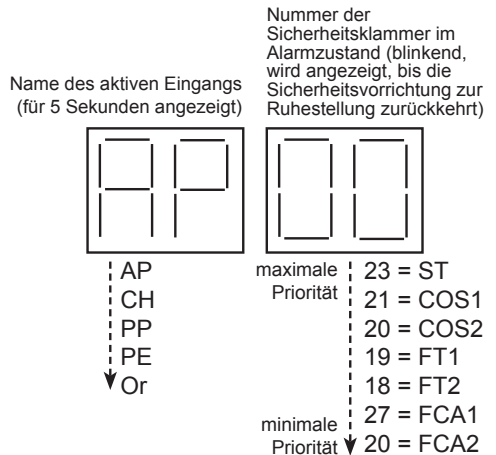 Nummer der
Sicherheitsklammer im
Alarmzustand (blinkend,
wird angezeigt, bis die
Sicherheitsvorrichtung zur
Ruhestellung zurückkehrt)
Name des aktiven Eingangs
(für 5 Sekunden angezeigt)
AP 00
AP
CH
PP
PE
Or
maximale
Priorität
23 = ST
21 = COS1
20 = COS2
19 = FT1
18 = FT2
27 = FCA1
20 = FCA2
minimale
Priorität